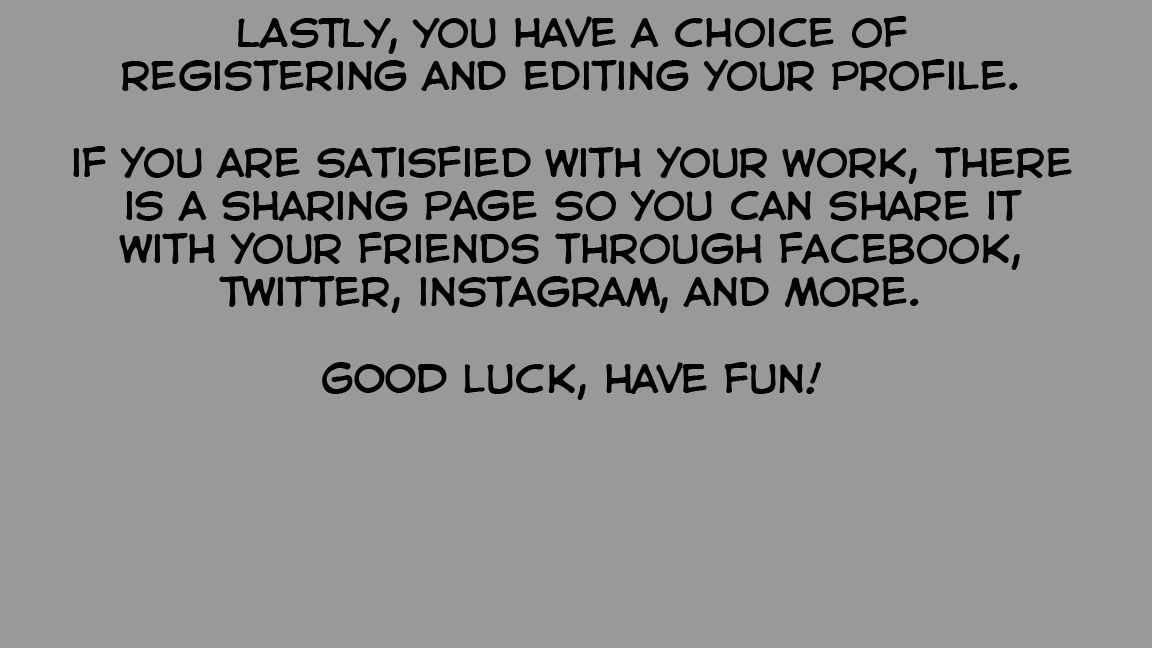 LASTLY, YOU HAVE A CHOICE OF
REGISTERING AND EDITING YOUR PROFILE.
IF YOU ARE SATISFIED WITH YOUR WORK, THERE
IS A SHARING PAGE SO YOU CAN SHARE IT
WITH YOUR FRIENDS THROUGH FACEBOOK,
TWITTER, INSTAGRAM, AND MORE.
GOOD LUCK, HAVE FUN!